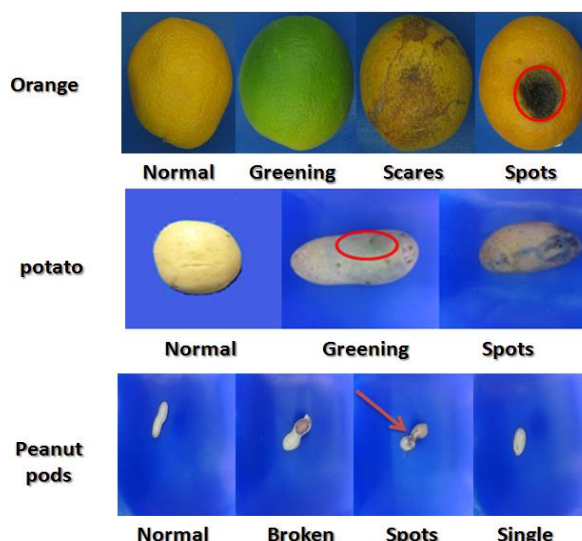 Orange
Normal Greening Scares Spots
potato
Normal Greening Spots
Peanut
pods
Normal Broken Spots Single